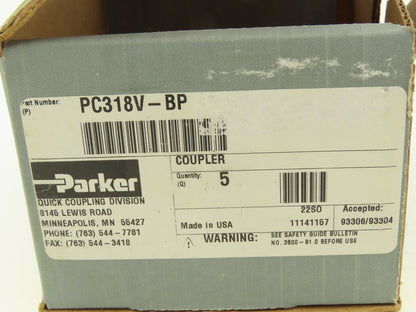 Part Number: PC318V-BP
(P)
COUPLER
Parker
Quantity: 5
(Q)
QUICK COUPLING DIVISION
8145 LEWIS ROAD
MINNEAPOLIS, MN 55427
PHONE: (763) 544-7781
FAX: (763) 544-3418
22SO Accepted:
Made in USA 11141157 93306/93304
WARNING: SEE SAFETY GUIDE BULLETIN
NO. 3800-B1.0 BEFORE USE